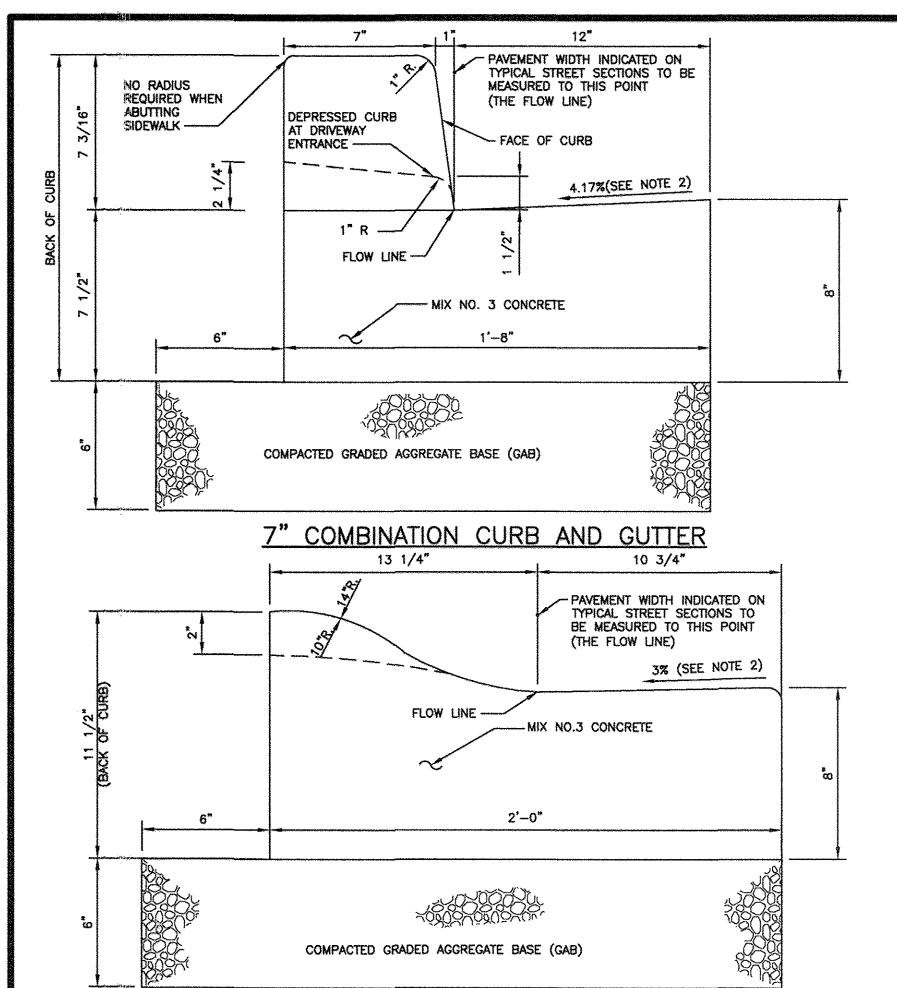 7" 1" 12"
NO RADIUS
REQUIRED WHEN
ABUTTING
SIDEWALK
1" R.
PAVEMENT WIDTH INDICATED ON
TYPICAL STREET SECTIONS TO BE
MEASURED TO THIS POINT
(THE FLOW LINE)
DEPRESSED CURB
AT DRIVEWAY
ENTRANCE
FACE OF CURB
BACK OF CURB
7 3/16"
2 1/4"
4.17%(SEE NOTE 2)
1" R
FLOW LINE
1 1/2"
7 1/2"
8"
MIX NO. 3 CONCRETE
6" 1'-8"
6"
COMPACTED GRADED AGGREGATE BASE (GAB)
7" COMBINATION CURB AND GUTTER
13 1/4" 10 3/4"
14"R.
10"R.
2"
PAVEMENT WIDTH INDICATED ON
TYPICAL STREET SECTIONS TO
BE MEASURED TO THIS POINT
(THE FLOW LINE)
3% (SEE NOTE 2)
FLOW LINE
11 1/2"
(BACK OF CURB)
MIX NO.3 CONCRETE
8"
6" 2'-0"
6"
COMPACTED GRADED AGGREGATE BASE (GAB)